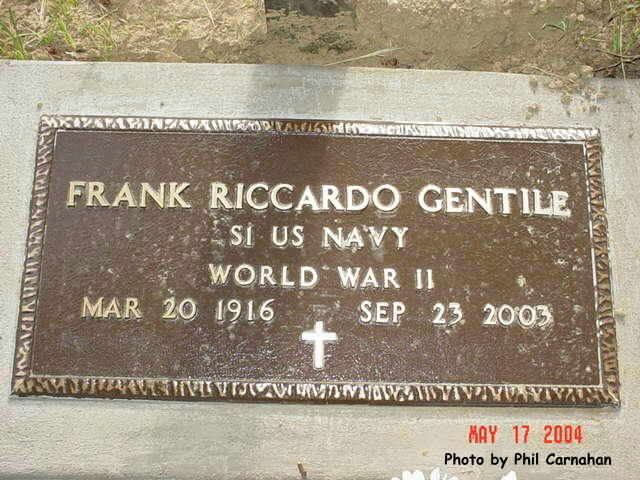 FRANK RICCARDO GENTILE
S1 US NAVY
WORLD WAR II
MAR 20 1916 SEP 23 2003
MAY 17 2004
Photo by Phil Carnahan